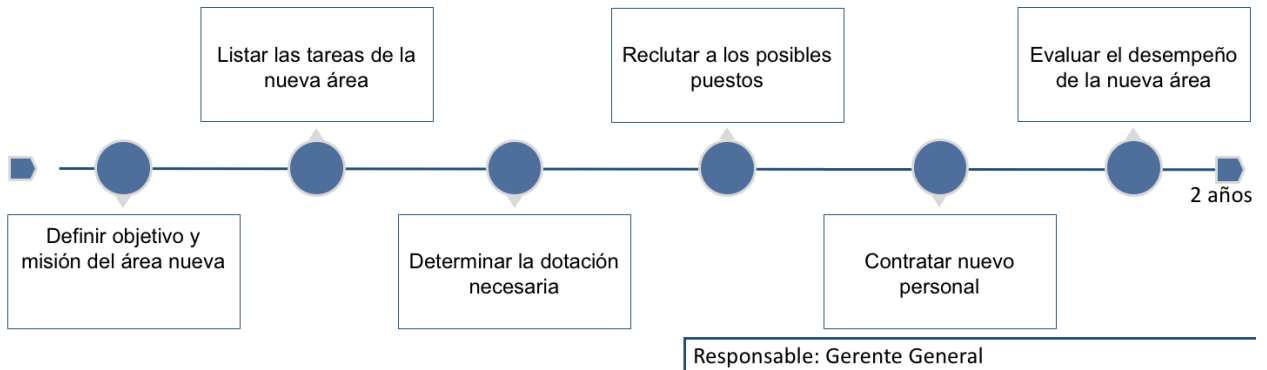 Listar las tareas de la
nueva área
Reclutar a los posibles
puestos
Evaluar el desempeño
de la nueva área
2 años
Definir objetivo y
misión del área nueva
Determinar la dotación
necesaria
Contratar nuevo
personal
Responsable: Gerente General